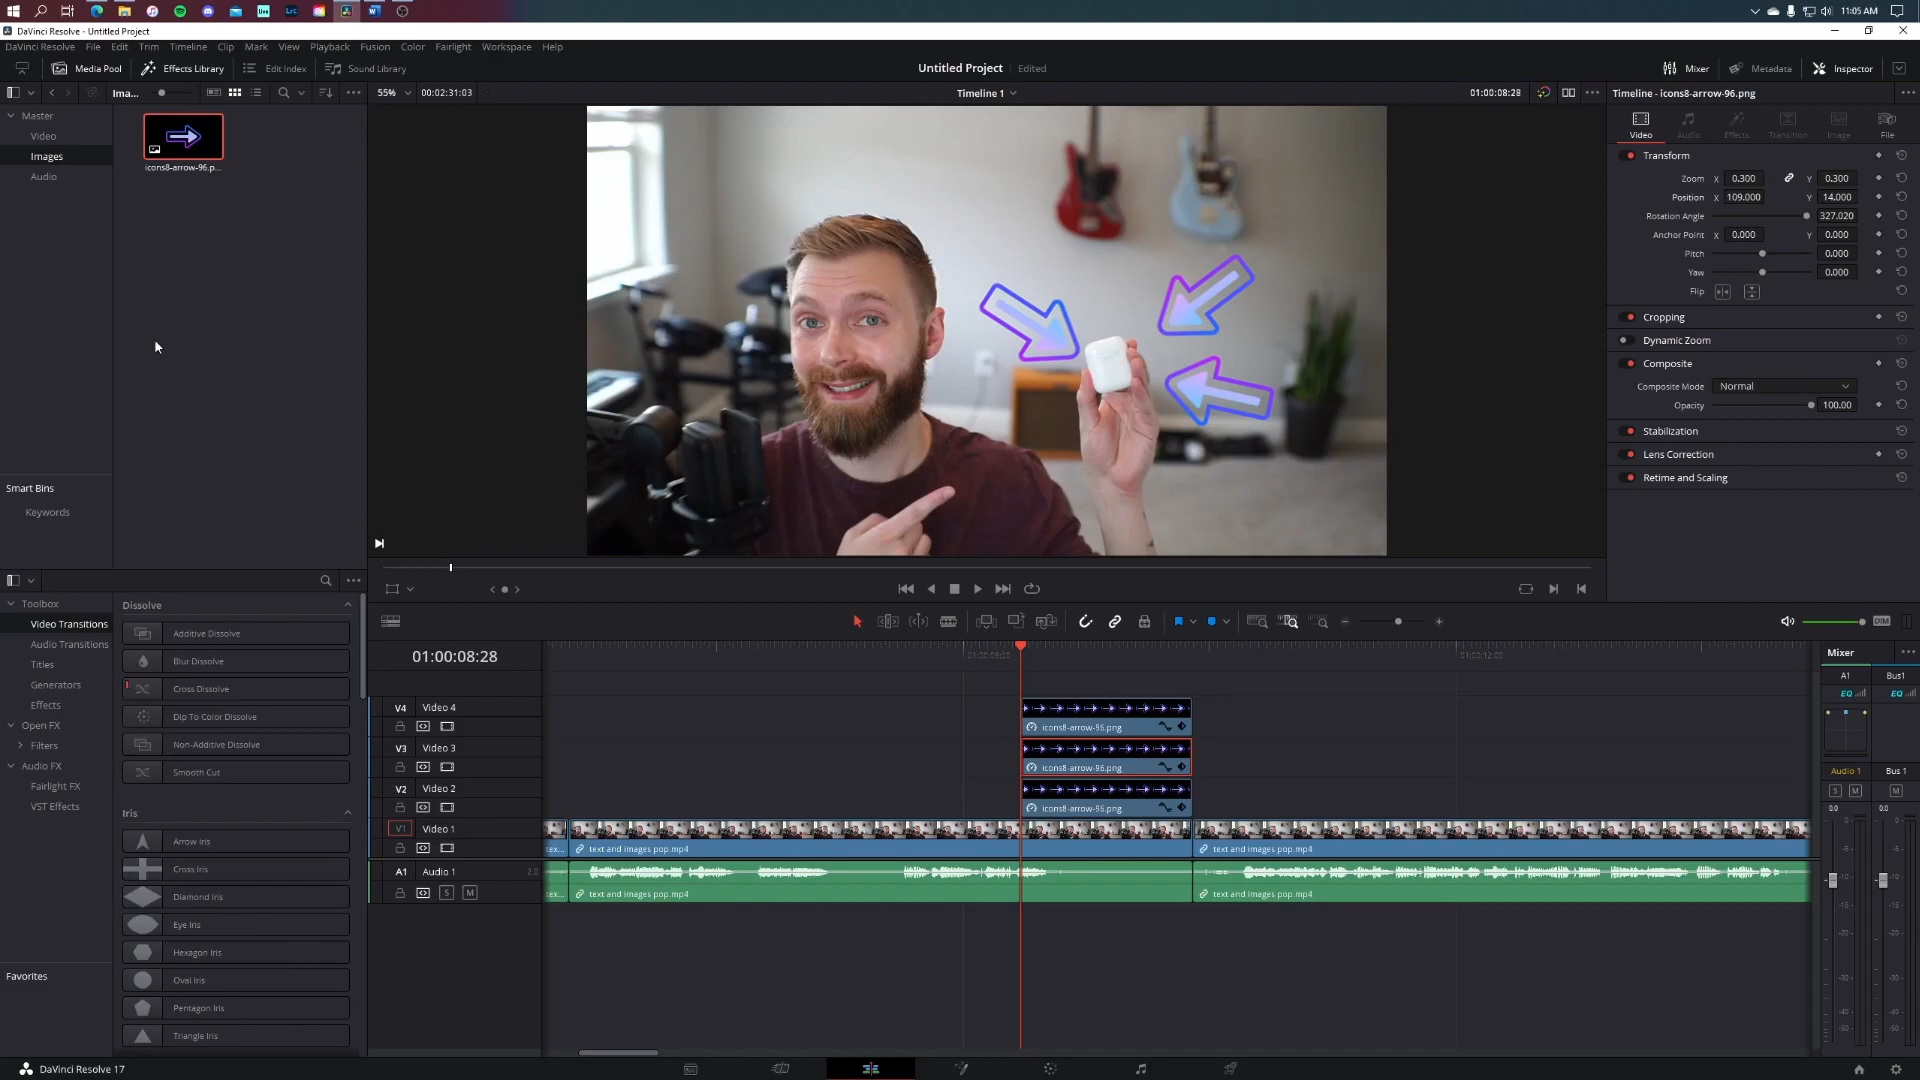 11:05 AM
DaVinci Resolve - Untitled Project
DaVinci Resolve File Edit Trim Timeline Clip Mark View Playback Fusion Color Fairlight Workspace Help
Media Pool Effects Library Edit Index Sound Library Untitled Project Edited Mixer Metadata Inspector
Ima... 55% 00:02:31:03 Timeline 1 01:00:08:28 Timeline - icons8-arrow-96.png
Master
Video
Images
Audio
icons8-arrow-96.p...
Smart Bins
Keywords
Video Audio Effects Transition Image File
Transform
Zoom X 0.300 Y 0.300
Position X 109.000 Y 14.000
Rotation Angle 327.020
Anchor Point X 0.000 Y 0.000
Pitch 0.000
Yaw 0.000
Flip
Cropping
Dynamic Zoom
Composite
Composite Mode Normal
Opacity 100.00
Stabilization
Lens Correction
Retime and Scaling
Toolbox
Video Transitions
Audio Transitions
Titles
Generators
Effects
Open FX
Filters
Audio FX
Fairlight FX
VST Effects
Favorites
Dissolve
Additive Dissolve
Blur Dissolve
Cross Dissolve
Dip To Color Dissolve
Non-Additive Dissolve
Smooth Cut
Iris
Arrow Iris
Cross Iris
Diamond Iris
Eye Iris
Hexagon Iris
Oval Iris
Pentagon Iris
Triangle Iris
DIM
01:00:08:28
01:00:12:00
V4 Video 4
icons8-arrow-96.png
V3 Video 3
icons8-arrow-96.png
V2 Video 2
icons8-arrow-96.png
V1 Video 1
tex... text and images pop.mp4 text and images pop.mp4
A1 Audio 1 2.0
S M
tex... text and images pop.mp4 text and images pop.mp4
Mixer
A1 Bus1
EQ EQ
Audio 1 Bus 1
S M M
0.0 0.0
DaVinci Resolve 17